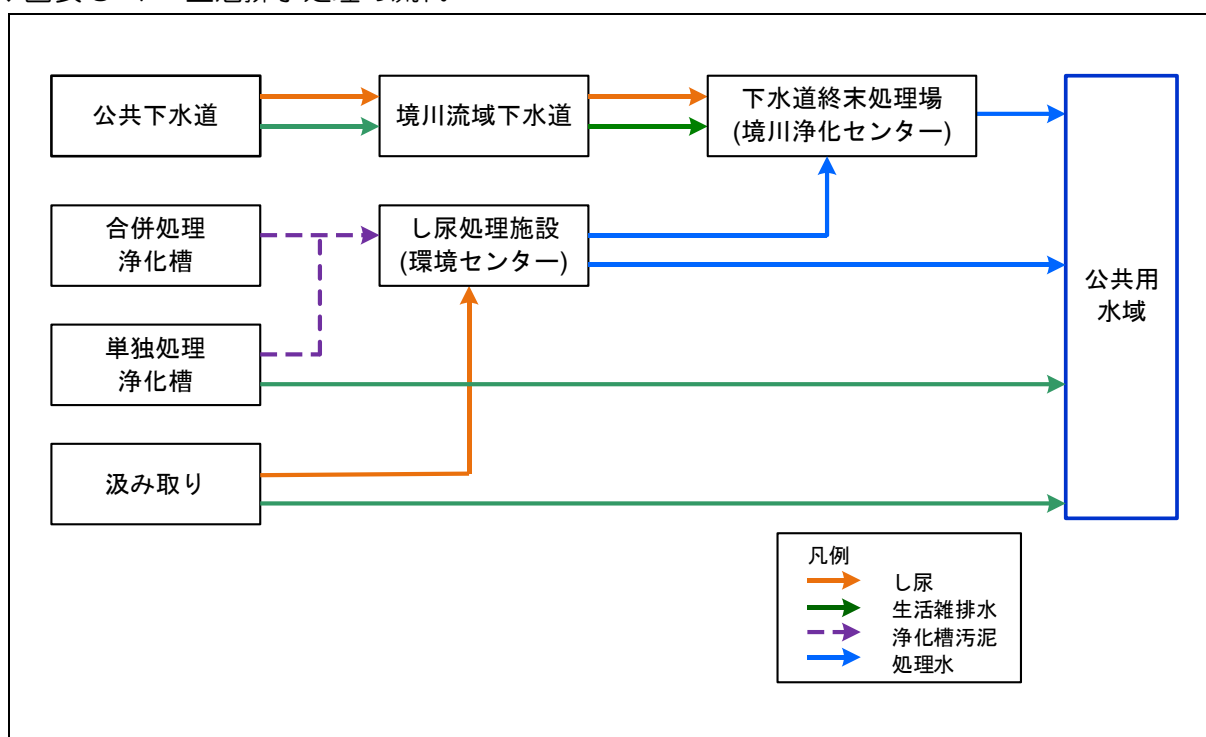 公共下水道
境川流域下水道
下水道終末処理場
(境川浄化センター)
合併処理
浄化槽
し尿処理施設
(環境センター)
公共用
水域
単独処理
浄化槽
汲み取り
凡例
し尿
生活雑排水
浄化槽汚泥
処理水